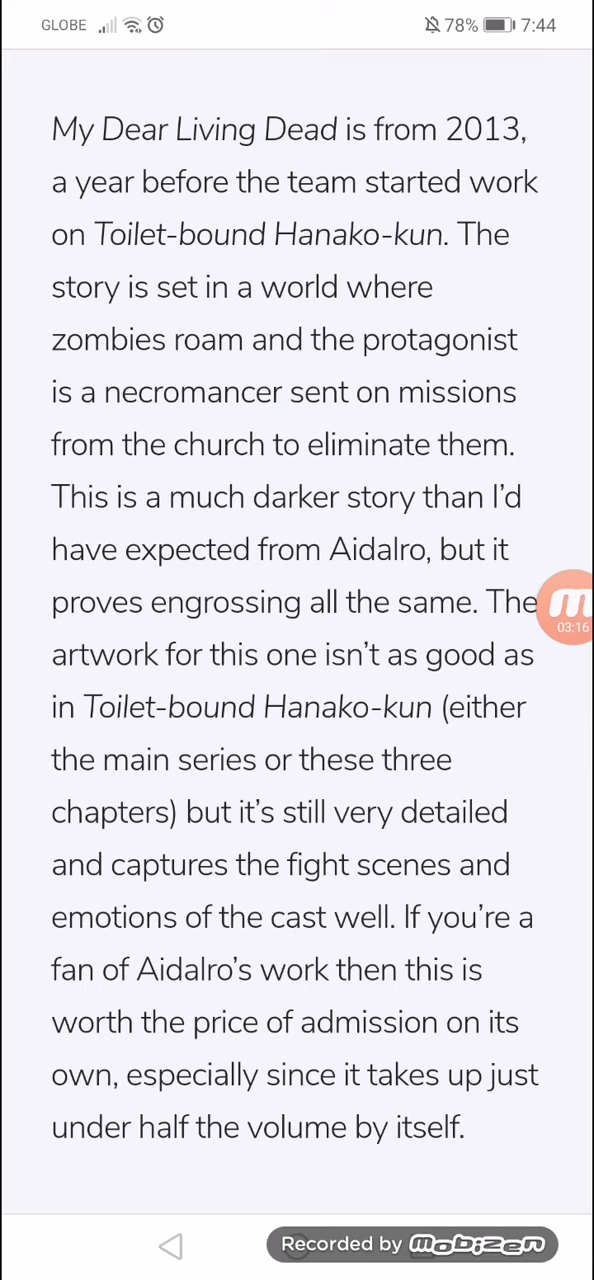 GLOBE 78% 7:44
My Dear Living Dead is from 2013,
a year before the team started work
on Toilet-bound Hanako-kun. The
story is set in a world where
zombies roam and the protagonist
is a necromancer sent on missions
from the church to eliminate them.
This is a much darker story than I’d
have expected from AidaIro, but it
proves engrossing all the same. The
m
03:16
artwork for this one isn’t as good as
in Toilet-bound Hanako-kun (either
the main series or these three
chapters) but it’s still very detailed
and captures the fight scenes and
emotions of the cast well. If you’re a
fan of AidaIro’s work then this is
worth the price of admission on its
own, especially since it takes up just
under half the volume by itself.
Recorded by mobizen